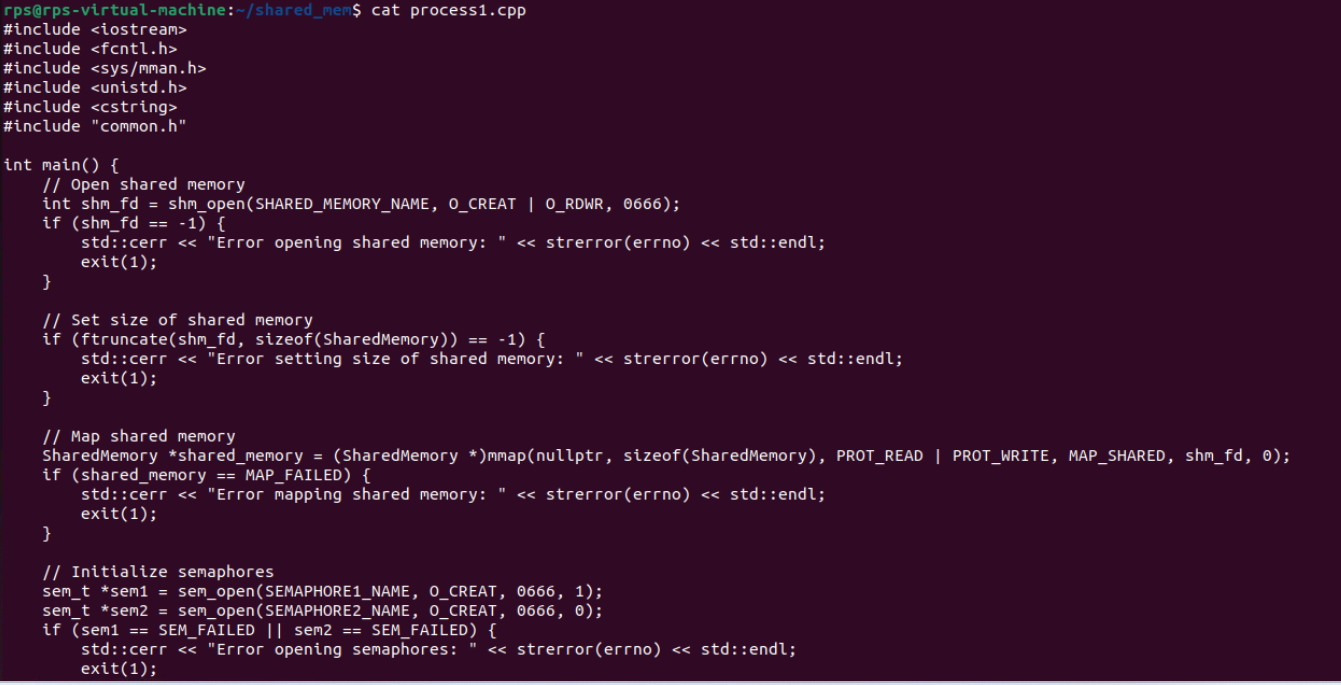 rps@rps-virtual-machine:~/shared_mem$ cat process1.cpp
#include <iostream>
#include <fcntl.h>
#include <sys/mman.h>
#include <unistd.h>
#include <cstring>
#include "common.h"

int main() {
    // Open shared memory
    int shm_fd = shm_open(SHARED_MEMORY_NAME, O_CREAT | O_RDWR, 0666);
    if (shm_fd == -1) {
        std::cerr << "Error opening shared memory: " << strerror(errno) << std::endl;
        exit(1);
    }

    // Set size of shared memory
    if (ftruncate(shm_fd, sizeof(SharedMemory)) == -1) {
        std::cerr << "Error setting size of shared memory: " << strerror(errno) << std::endl;
        exit(1);
    }

    // Map shared memory
    SharedMemory *shared_memory = (SharedMemory *)mmap(nullptr, sizeof(SharedMemory), PROT_READ | PROT_WRITE, MAP_SHARED, shm_fd, 0);
    if (shared_memory == MAP_FAILED) {
        std::cerr << "Error mapping shared memory: " << strerror(errno) << std::endl;
        exit(1);
    }

    // Initialize semaphores
    sem_t *sem1 = sem_open(SEMAPHORE1_NAME, O_CREAT, 0666, 1);
    sem_t *sem2 = sem_open(SEMAPHORE2_NAME, O_CREAT, 0666, 0);
    if (sem1 == SEM_FAILED || sem2 == SEM_FAILED) {
        std::cerr << "Error opening semaphores: " << strerror(errno) << std::endl;
        exit(1);